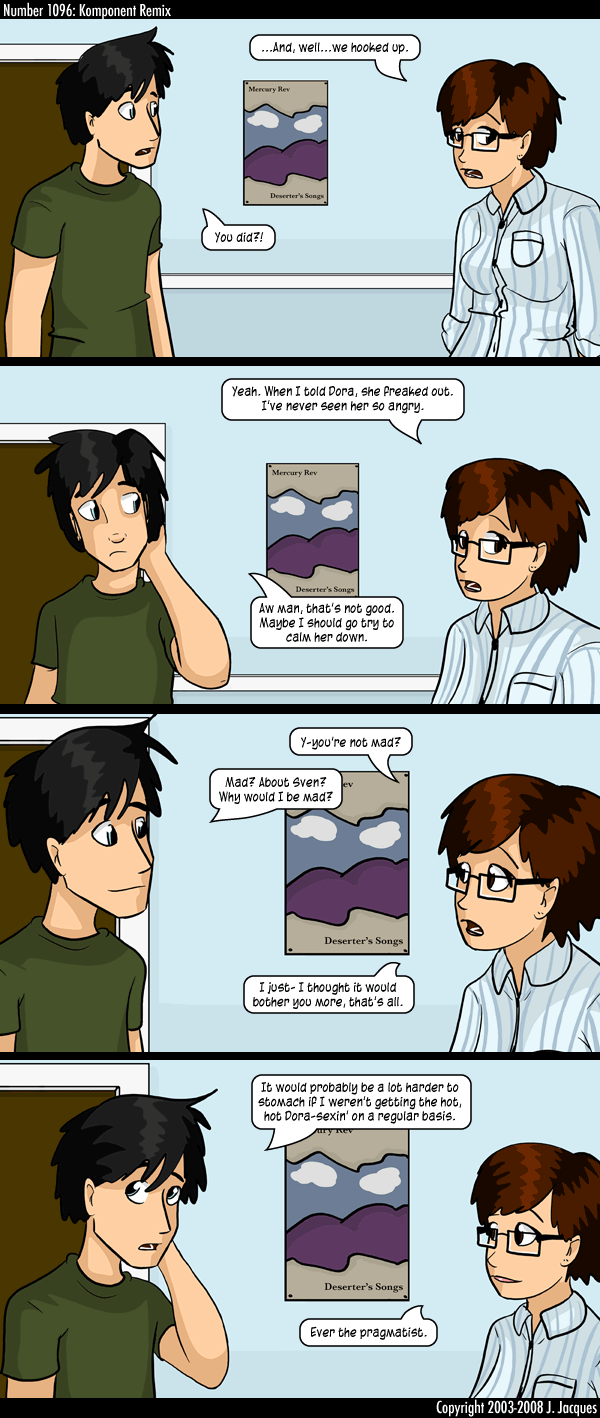 Number 1096: Komponent Remix
...And, well...we hooked up.
Mercury Rev
Deserter's Songs
You did?!
Yeah. When I told Dora, she freaked out.
I've never seen her so angry.
Mercury Rev
Deserter's Songs
Aw man, that's not good.
Maybe I should go try to
calm her down.
Y-you're not mad?
Mad? About Sven?
Why would I be mad?
ev
Deserter's Songs
I just- I thought it would
bother you more, that's all.
It would probably be a lot harder to
stomach if I weren't getting the hot,
hot Dora-sexin' on a regular basis.
ury Rev
Deserter's Songs
Ever the pragmatist.
Copyright 2003-2008 J. Jacques